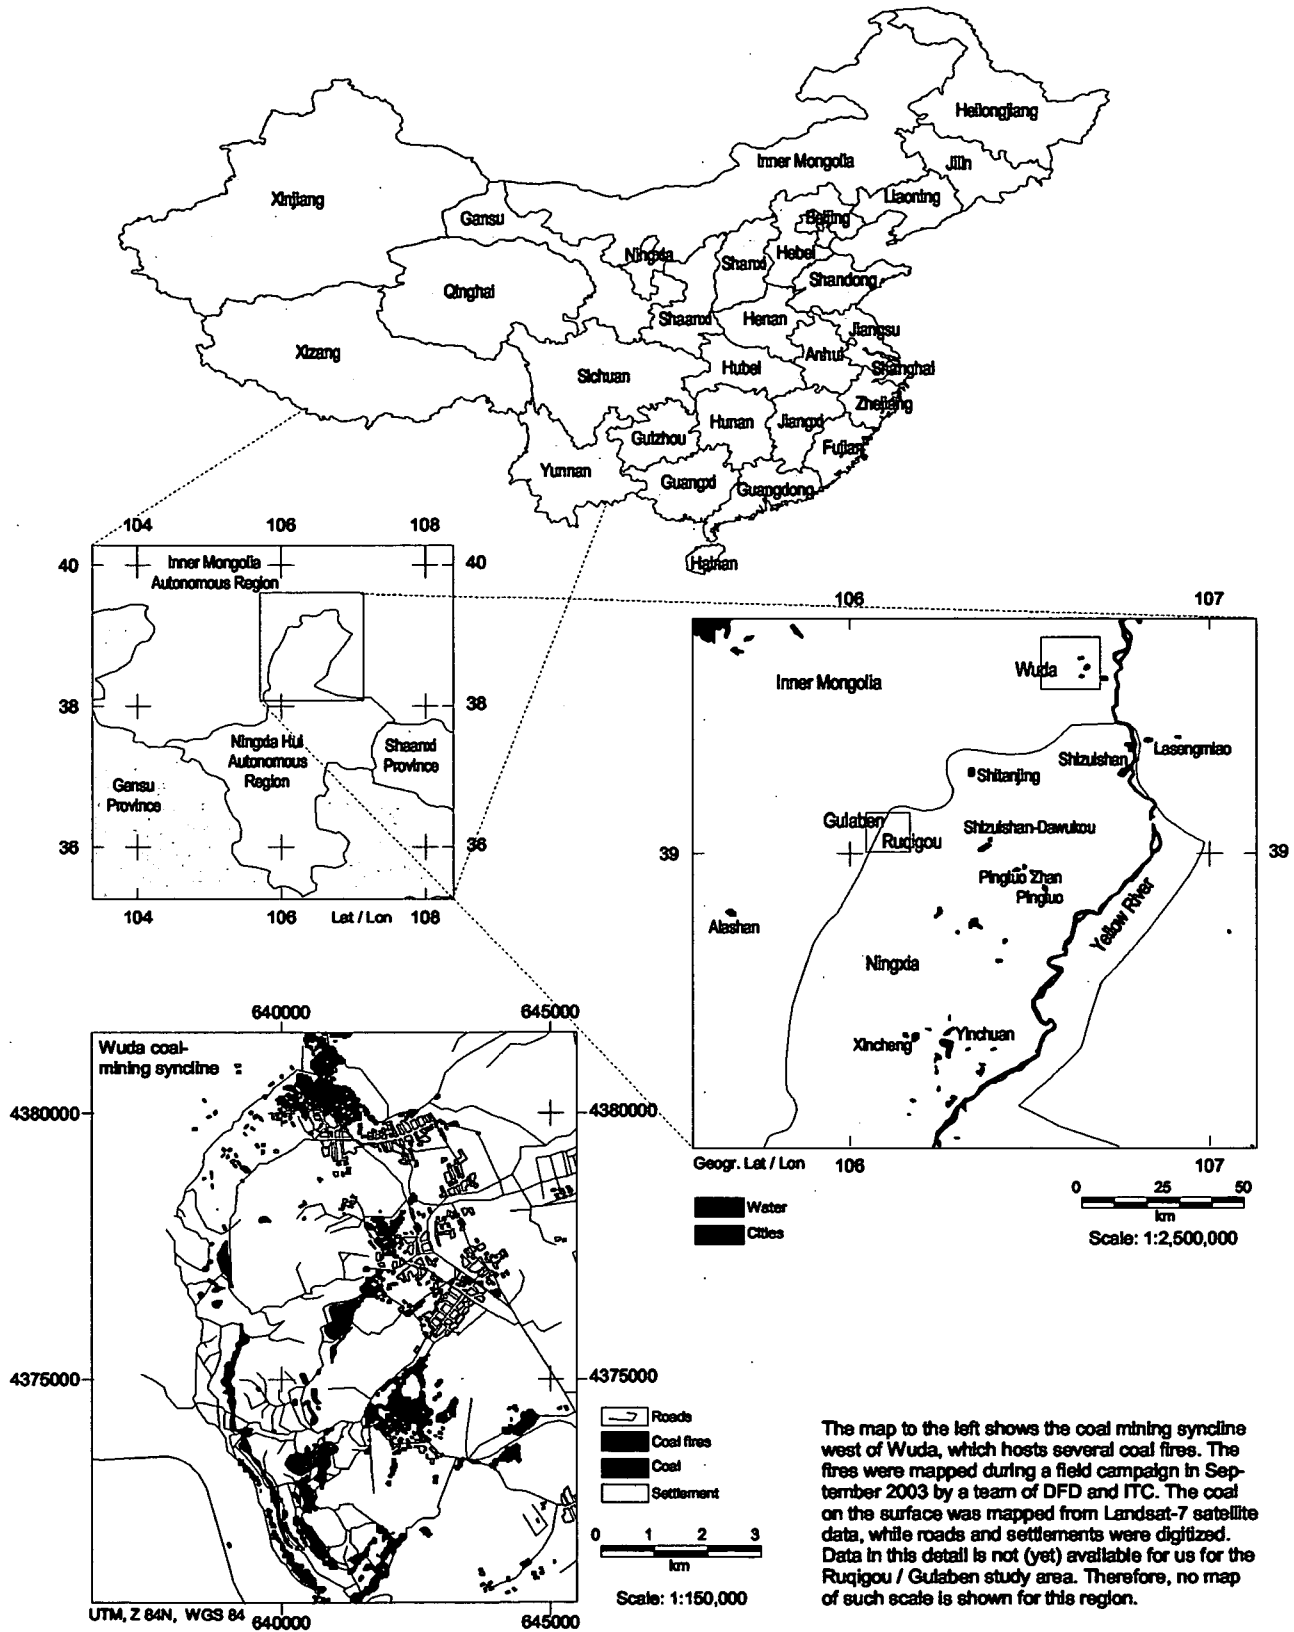 Heilongjiang
Inner Mongolia
Jilin
Xinjiang
Liaoning
Gansu
Beijing
Ningxia
Hebei
Shanxi
Shandong
Qinghai
Shaanxi
Henan
Jiangsu
Xizang
Anhui
Sichuan
Hubei
Shanghai
Zhejiang
Hunan
Jiangxi
Guizhou
Fujian
Yunnan
Guangxi
Guangdong
Hainan
104 106 108
40 40
Inner Mongolia
Autonomous Region
38 38
Ningxia Hui
Autonomous
Region
Shaanxi
Province
Gansu
Province
36 36
104 106 Lat / Lon 108
106 107
Wuda
Inner Mongolia
Shizuishan
Lasengmiao
Shitanjing
Gulaben
Ruqigou
Shizuishan-Dawukou
39 39
Pingluo Zhan
Pingluo
Alashan
Yellow River
Ningxia
Xincheng
Yinchuan
106 107
Geogr. Lat / Lon
Water
Cities
0 25 50
km
Scale: 1:2,500,000
640000 645000
Wuda coal-
mining syncline
4380000 4380000
4375000 4375000
UTM, Z 84N, WGS 84
640000 645000
Roads
Coal fires
Coal
Settlement
0 1 2 3
km
Scale: 1:150,000
The map to the left shows the coal mining syncline
west of Wuda, which hosts several coal fires. The
fires were mapped during a field campaign in Sep-
tember 2003 by a team of DFD and ITC. The coal
on the surface was mapped from Landsat-7 satellite
data, while roads and settlements were digitized.
Data in this detail is not (yet) available for us for the
Ruqigou / Gulaben study area. Therefore, no map
of such scale is shown for this region.